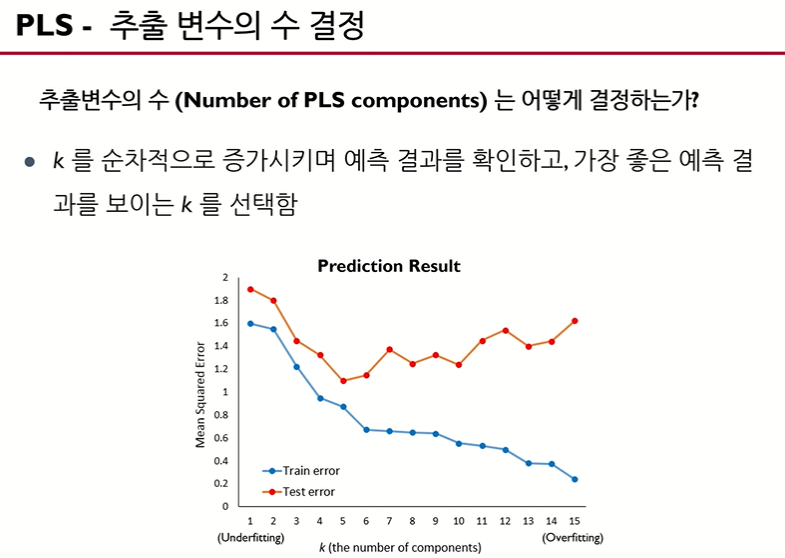 PLS - 추출 변수의 수 결정
추출변수의 수 (Number of PLS components) 는 어떻게 결정하는가?
• k 를 순차적으로 증가시키며 예측 결과를 확인하고, 가장 좋은 예측 결
과를 보이는 k 를 선택함
Prediction Result
Mean Squared Error
2
1.8
1.6
1.4
1.2
1
0.8
0.6
0.4
0.2
0
Train error
Test error
1 2 3 4 5 6 7 8 9 10 11 12 13 14 15
(Underfitting) (Overfitting)
k (the number of components)